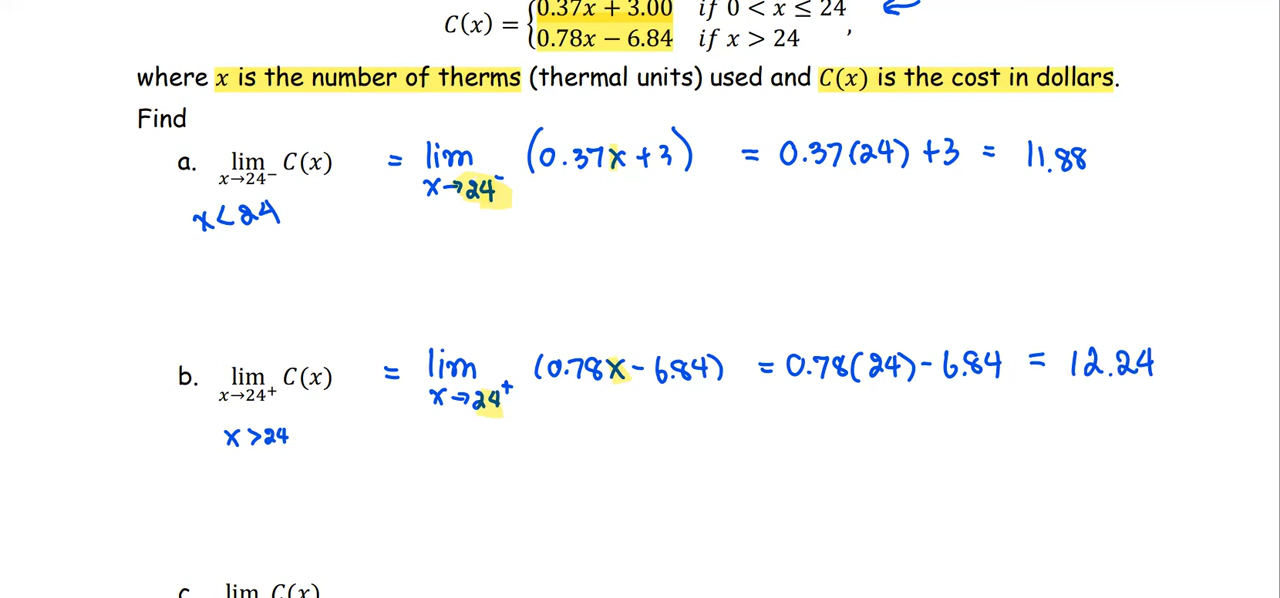 C(x) = {0.37x + 3.00 if 0 < x ≤ 24
0.78x − 6.84 if x > 24 ,
where x is the number of therms (thermal units) used and C(x) is the cost in dollars.
Find
a. lim x→24− C(x) = lim x→24⁻ (0.37x + 3) = 0.37(24) + 3 = 11.88
x < 24
b. lim x→24+ C(x) = lim x→24⁺ (0.78x − 6.84) = 0.78(24) − 6.84 = 12.24
x > 24
c. lim C(x)